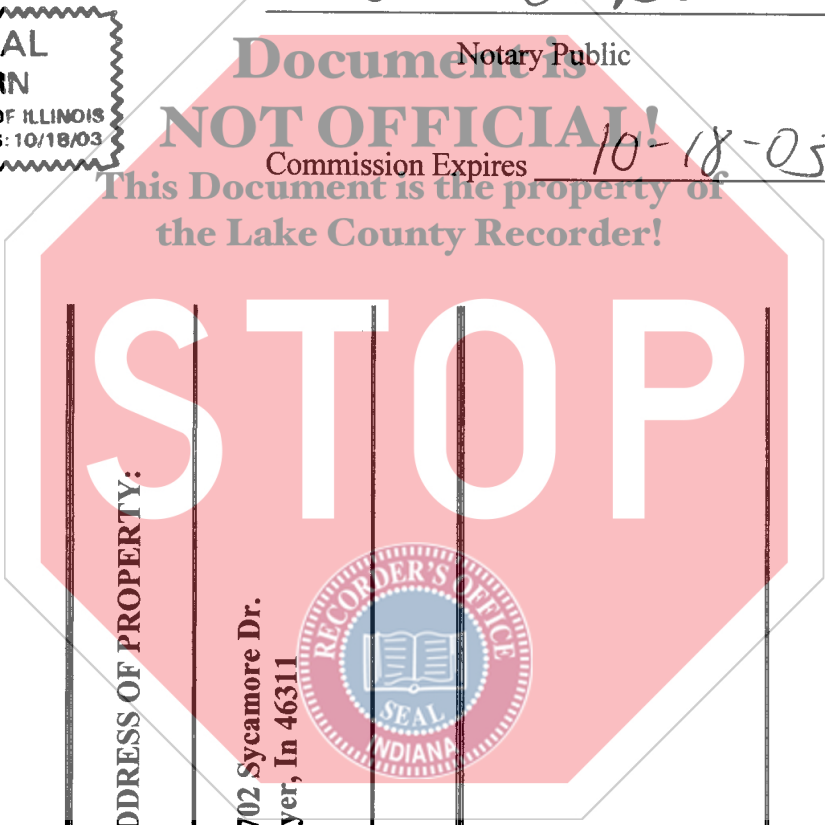 AL
Notary Public
Document is
IN
NOT OFFICIAL!
OF ILLINOIS
: 10/18/03
Commission Expires 10-18-03
This Document is the property of
the Lake County Recorder!
STOP
DDRESS OF PROPERTY:
702 Sycamore Dr.
yer, In 46311
RECORDER'S OFFICE
SEAL
INDIANA